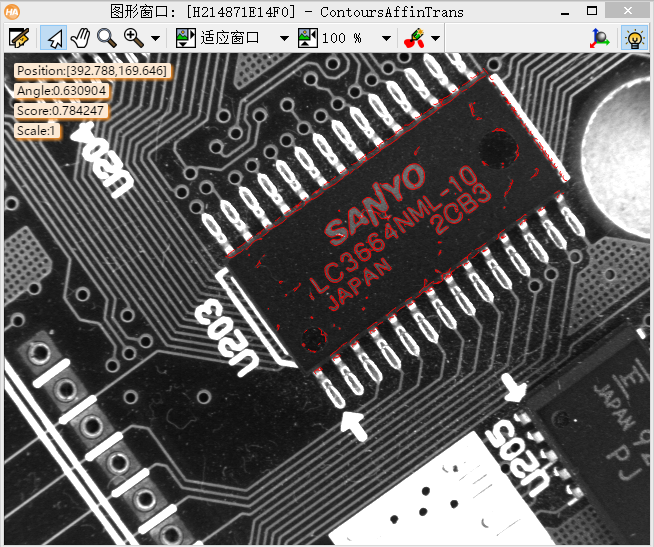 图形窗口: [H214871E14F0] - ContoursAffinTrans
适应窗口
100 %
Position:[392.788,169.646]
Angle:0.630904
Score:0.784247
Scale:1
U204
SANYO
LC3664NML-10
JAPAN 2CB3
U203
U205
JAPAN
PJ